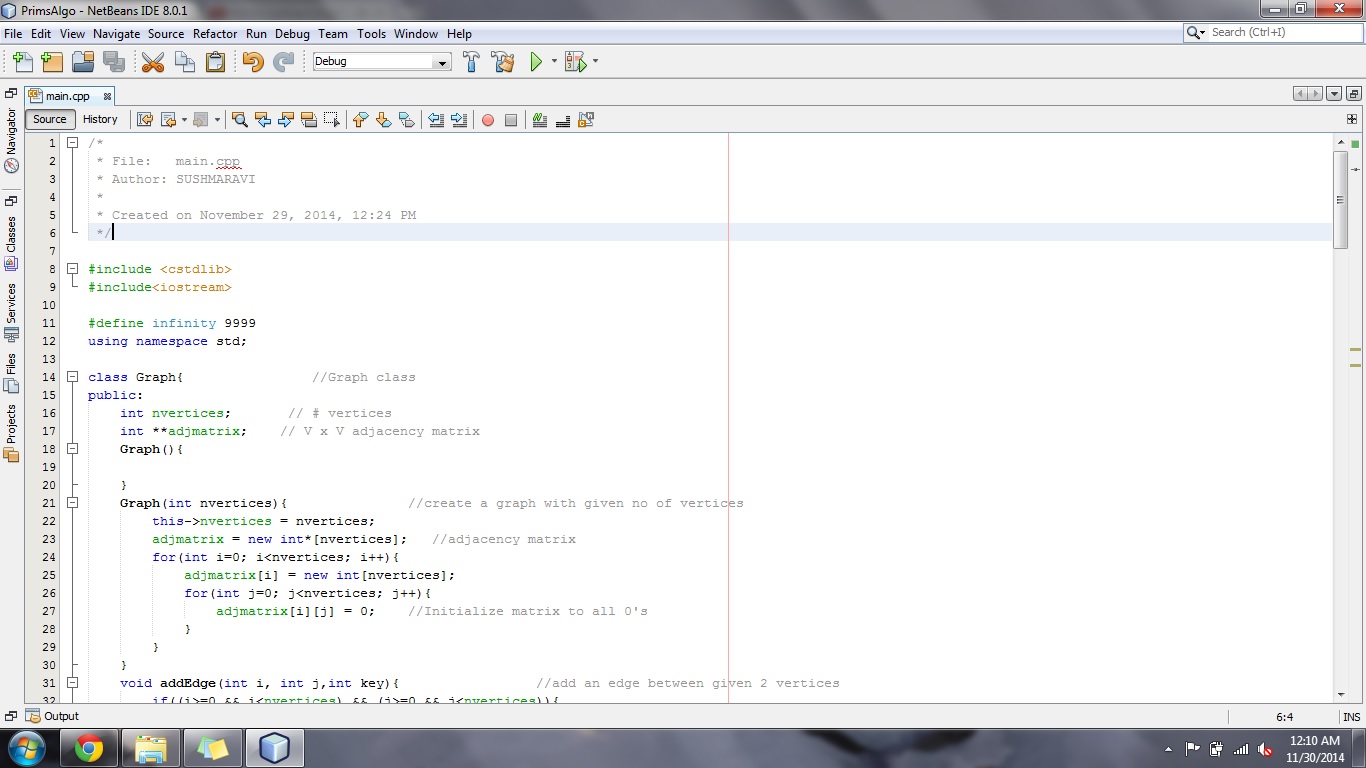 PrimsAlgo - NetBeans IDE 8.0.1
File Edit View Navigate Source Refactor Run Debug Team Tools Window Help
Search (Ctrl+I)
Debug
main.cpp
Source History
Navigator
Classes
Services
Files
Projects
1 /*
2 * File:   main.cpp
3 * Author: SUSHMARAVI
4 *
5 * Created on November 29, 2014, 12:24 PM
6 */
7
8 #include <cstdlib>
9 #include<iostream>
10
11 #define infinity 9999
12 using namespace std;
13
14 class Graph{                //Graph class
15 public:
16     int nvertices;       // # vertices
17     int **adjmatrix;    // V x V adjacency matrix
18     Graph(){
19
20     }
21     Graph(int nvertices){               //create a graph with given no of vertices
22         this->nvertices = nvertices;
23         adjmatrix = new int*[nvertices];   //adjacency matrix
24         for(int i=0; i<nvertices; i++){
25             adjmatrix[i] = new int[nvertices];
26             for(int j=0; j<nvertices; j++){
27                 adjmatrix[i][j] = 0;    //Initialize matrix to all 0's
28             }
29         }
30     }
31     void addEdge(int i, int j,int key){                 //add an edge between given 2 vertices
32         if((i>=0 && i<nvertices) && (j>=0 && j<nvertices)){
Output
6:4 INS
12:10 AM
11/30/2014